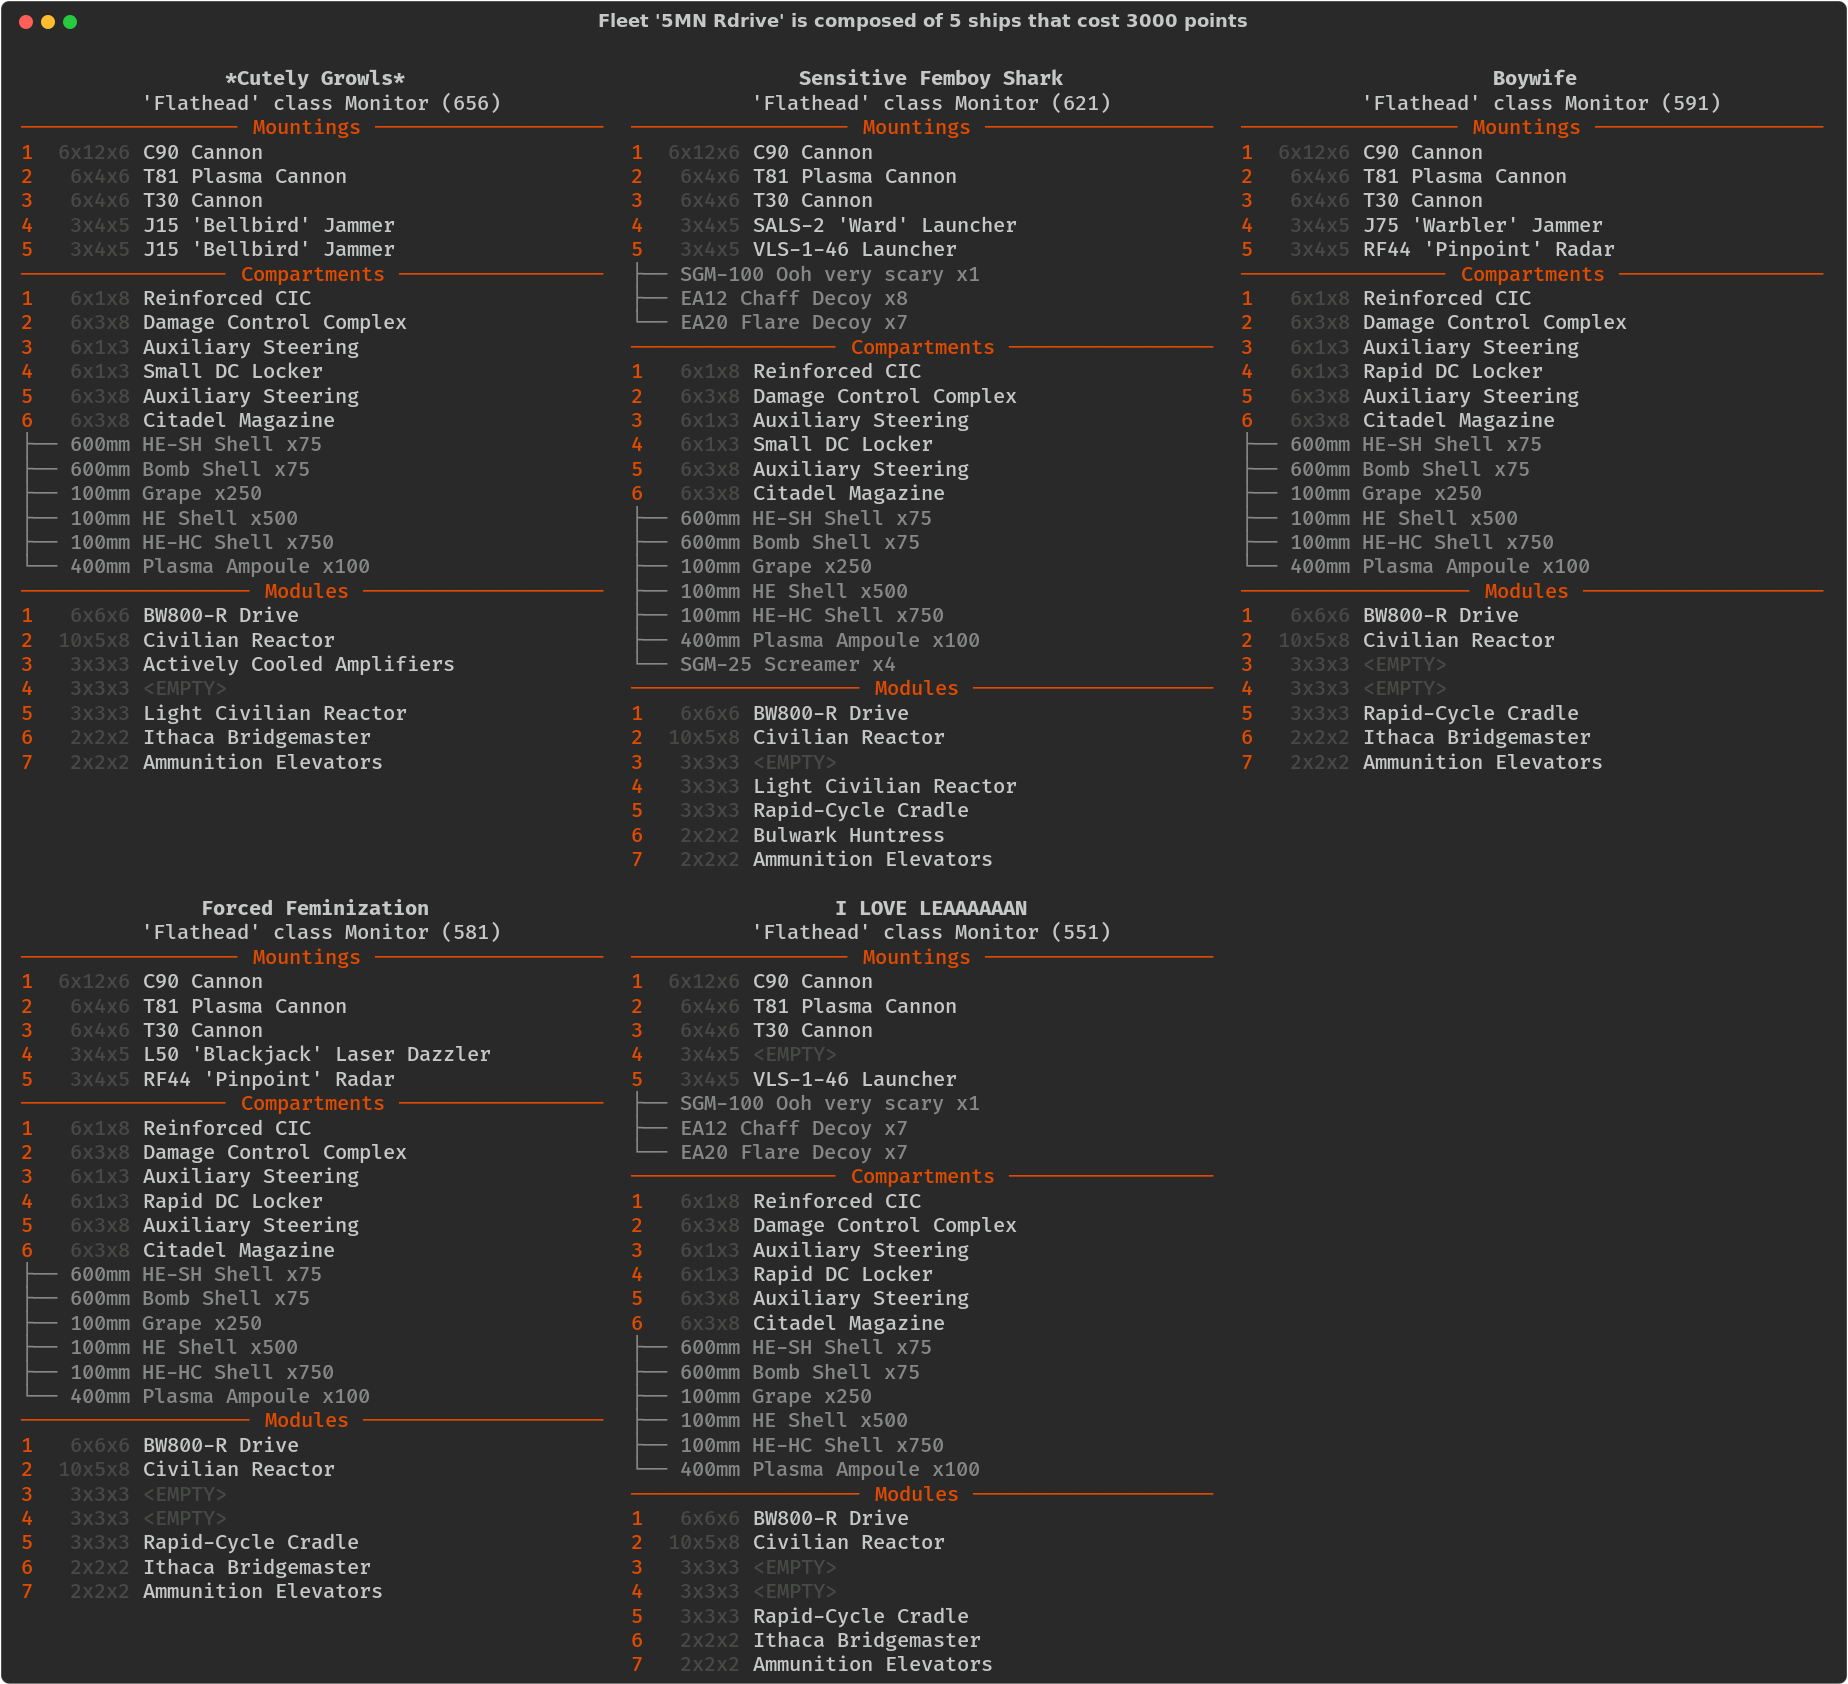 Fleet '5MN Rdrive' is composed of 5 ships that cost 3000 points
*Cutely Growls*
'Flathead' class Monitor (656)
Mountings
1 6x12x6 C90 Cannon
2 6x4x6 T81 Plasma Cannon
3 6x4x6 T30 Cannon
4 3x4x5 J15 'Bellbird' Jammer
5 3x4x5 J15 'Bellbird' Jammer
Compartments
1 6x1x8 Reinforced CIC
2 6x3x8 Damage Control Complex
3 6x1x3 Auxiliary Steering
4 6x1x3 Small DC Locker
5 6x3x8 Auxiliary Steering
6 6x3x8 Citadel Magazine
600mm HE-SH Shell x75
600mm Bomb Shell x75
100mm Grape x250
100mm HE Shell x500
100mm HE-HC Shell x750
400mm Plasma Ampoule x100
Modules
1 6x6x6 BW800-R Drive
2 10x5x8 Civilian Reactor
3 3x3x3 Actively Cooled Amplifiers
4 3x3x3 <EMPTY>
5 3x3x3 Light Civilian Reactor
6 2x2x2 Ithaca Bridgemaster
7 2x2x2 Ammunition Elevators
Sensitive Femboy Shark
'Flathead' class Monitor (621)
Mountings
1 6x12x6 C90 Cannon
2 6x4x6 T81 Plasma Cannon
3 6x4x6 T30 Cannon
4 3x4x5 SALS-2 'Ward' Launcher
5 3x4x5 VLS-1-46 Launcher
SGM-100 Ooh very scary x1
EA12 Chaff Decoy x8
EA20 Flare Decoy x7
Compartments
1 6x1x8 Reinforced CIC
2 6x3x8 Damage Control Complex
3 6x1x3 Auxiliary Steering
4 6x1x3 Small DC Locker
5 6x3x8 Auxiliary Steering
6 6x3x8 Citadel Magazine
600mm HE-SH Shell x75
600mm Bomb Shell x75
100mm Grape x250
100mm HE Shell x500
100mm HE-HC Shell x750
400mm Plasma Ampoule x100
SGM-25 Screamer x4
Modules
1 6x6x6 BW800-R Drive
2 10x5x8 Civilian Reactor
3 3x3x3 <EMPTY>
4 3x3x3 Light Civilian Reactor
5 3x3x3 Rapid-Cycle Cradle
6 2x2x2 Bulwark Huntress
7 2x2x2 Ammunition Elevators
Boywife
'Flathead' class Monitor (591)
Mountings
1 6x12x6 C90 Cannon
2 6x4x6 T81 Plasma Cannon
3 6x4x6 T30 Cannon
4 3x4x5 J75 'Warbler' Jammer
5 3x4x5 RF44 'Pinpoint' Radar
Compartments
1 6x1x8 Reinforced CIC
2 6x3x8 Damage Control Complex
3 6x1x3 Auxiliary Steering
4 6x1x3 Rapid DC Locker
5 6x3x8 Auxiliary Steering
6 6x3x8 Citadel Magazine
600mm HE-SH Shell x75
600mm Bomb Shell x75
100mm Grape x250
100mm HE Shell x500
100mm HE-HC Shell x750
400mm Plasma Ampoule x100
Modules
1 6x6x6 BW800-R Drive
2 10x5x8 Civilian Reactor
3 3x3x3 <EMPTY>
4 3x3x3 <EMPTY>
5 3x3x3 Rapid-Cycle Cradle
6 2x2x2 Ithaca Bridgemaster
7 2x2x2 Ammunition Elevators
Forced Feminization
'Flathead' class Monitor (581)
Mountings
1 6x12x6 C90 Cannon
2 6x4x6 T81 Plasma Cannon
3 6x4x6 T30 Cannon
4 3x4x5 L50 'Blackjack' Laser Dazzler
5 3x4x5 RF44 'Pinpoint' Radar
Compartments
1 6x1x8 Reinforced CIC
2 6x3x8 Damage Control Complex
3 6x1x3 Auxiliary Steering
4 6x1x3 Rapid DC Locker
5 6x3x8 Auxiliary Steering
6 6x3x8 Citadel Magazine
600mm HE-SH Shell x75
600mm Bomb Shell x75
100mm Grape x250
100mm HE Shell x500
100mm HE-HC Shell x750
400mm Plasma Ampoule x100
Modules
1 6x6x6 BW800-R Drive
2 10x5x8 Civilian Reactor
3 3x3x3 <EMPTY>
4 3x3x3 <EMPTY>
5 3x3x3 Rapid-Cycle Cradle
6 2x2x2 Ithaca Bridgemaster
7 2x2x2 Ammunition Elevators
I LOVE LEAAAAAAN
'Flathead' class Monitor (551)
Mountings
1 6x12x6 C90 Cannon
2 6x4x6 T81 Plasma Cannon
3 6x4x6 T30 Cannon
4 3x4x5 <EMPTY>
5 3x4x5 VLS-1-46 Launcher
SGM-100 Ooh very scary x1
EA12 Chaff Decoy x7
EA20 Flare Decoy x7
Compartments
1 6x1x8 Reinforced CIC
2 6x3x8 Damage Control Complex
3 6x1x3 Auxiliary Steering
4 6x1x3 Rapid DC Locker
5 6x3x8 Auxiliary Steering
6 6x3x8 Citadel Magazine
600mm HE-SH Shell x75
600mm Bomb Shell x75
100mm Grape x250
100mm HE Shell x500
100mm HE-HC Shell x750
400mm Plasma Ampoule x100
Modules
1 6x6x6 BW800-R Drive
2 10x5x8 Civilian Reactor
3 3x3x3 <EMPTY>
4 3x3x3 <EMPTY>
5 3x3x3 Rapid-Cycle Cradle
6 2x2x2 Ithaca Bridgemaster
7 2x2x2 Ammunition Elevators